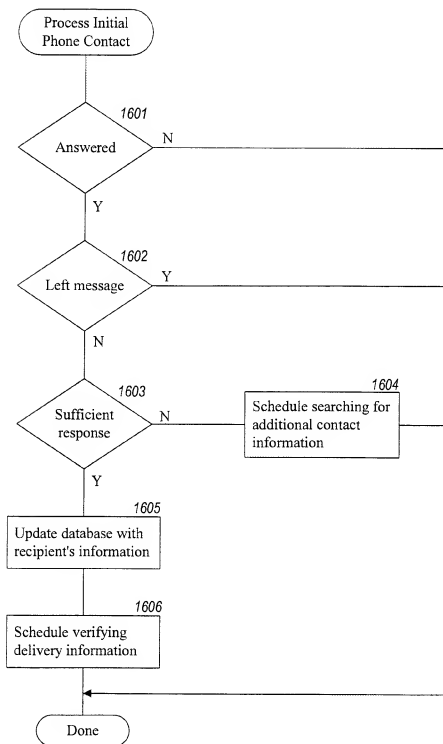 Process Initial
Phone Contact
1601
Answered
N
Y
1602
Left message
Y
N
1603
Sufficient
response
N
1604
Schedule searching for
additional contact
information
Y
1605
Update database with
recipient's information
1606
Schedule verifying
delivery information
Done